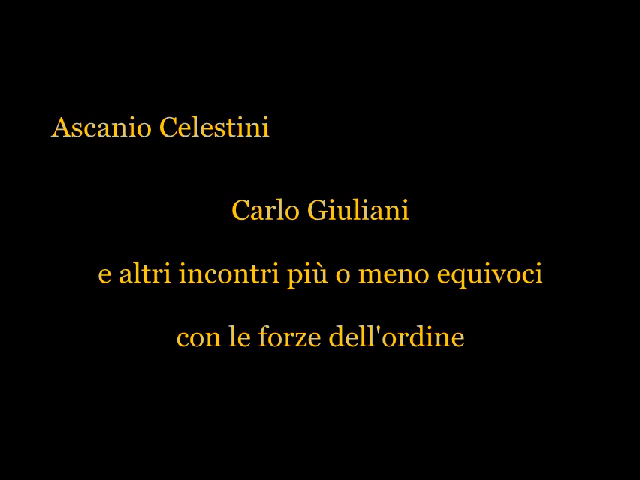 Ascanio Celestini
Carlo Giuliani
e altri incontri più o meno equivoci
con le forze dell'ordine